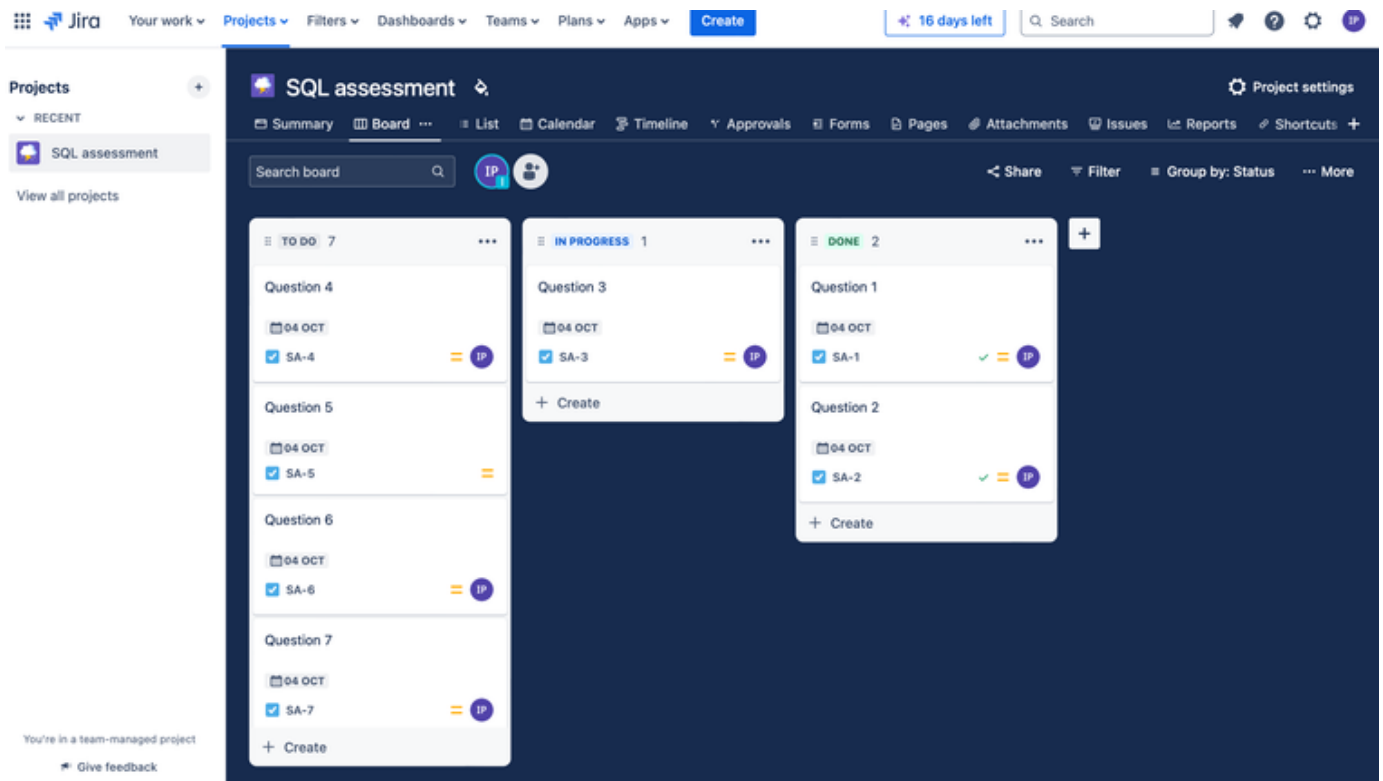 Jira Your work Projects Filters Dashboards Teams Plans Apps Create 16 days left Search IP
Projects
RECENT
SQL assessment
View all projects
You're in a team-managed project
Give feedback
SQL assessment
Project settings
Summary Board List Calendar Timeline Approvals Forms Pages Attachments Issues Reports Shortcuts
Search board IP Share Filter Group by: Status More
TO DO 7
Question 4
04 OCT
SA-4 IP
Question 5
04 OCT
SA-5
Question 6
04 OCT
SA-6 IP
Question 7
04 OCT
SA-7 IP
+ Create
IN PROGRESS 1
Question 3
04 OCT
SA-3 IP
+ Create
DONE 2
Question 1
04 OCT
SA-1 IP
Question 2
04 OCT
SA-2 IP
+ Create